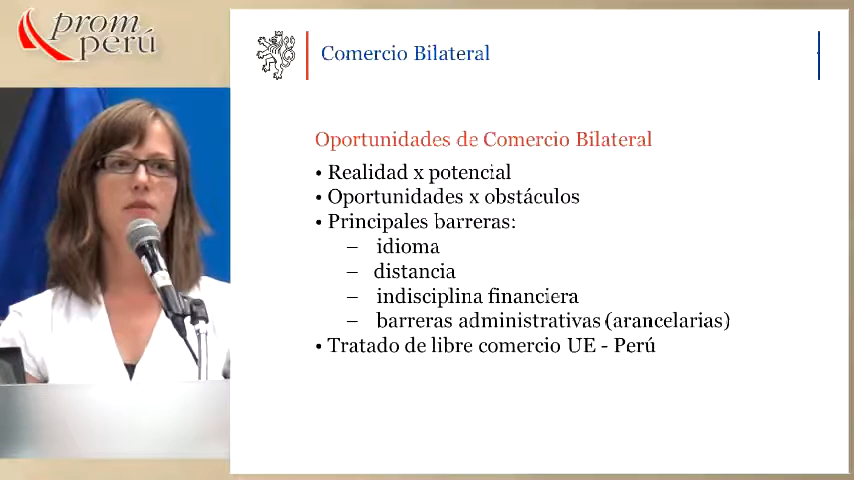 prom
perú
Comercio Bilateral
Oportunidades de Comercio Bilateral
• Realidad x potencial
• Oportunidades x obstáculos
• Principales barreras:
– idioma
– distancia
– indisciplina financiera
– barreras administrativas (arancelarias)
• Tratado de libre comercio UE - Perú